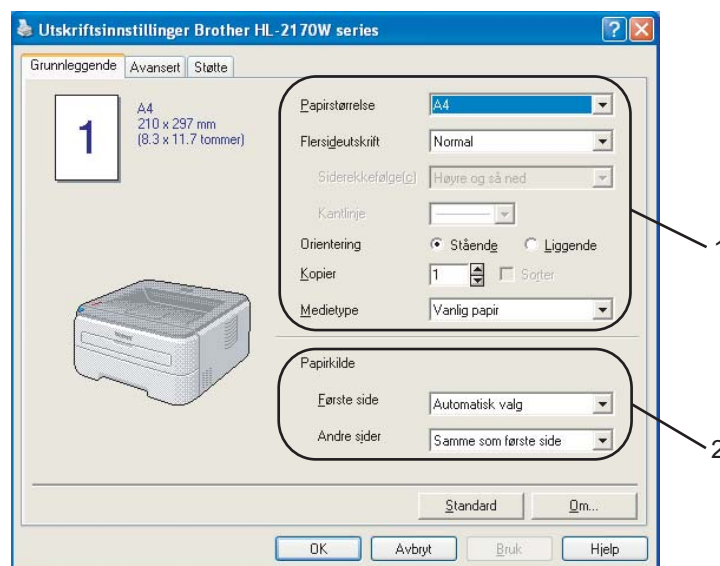 Utskriftsinnstillinger Brother HL-2170W series
Grunnleggende Avansert Støtte
1
A4
210 x 297 mm
(8.3 x 11.7 tommer)
Papirstørrelse A4
Flersideutskrift Normal
Siderekkefølge(c) Høyre og så ned
Kantlinje
Orientering Stående Liggende
Kopier 1 Sorter
Medietype Vanlig papir
1
Papirkilde
Første side Automatisk valg
Andre sider Samme som første side
2
Standard Om...
OK Avbryt Bruk Hjelp